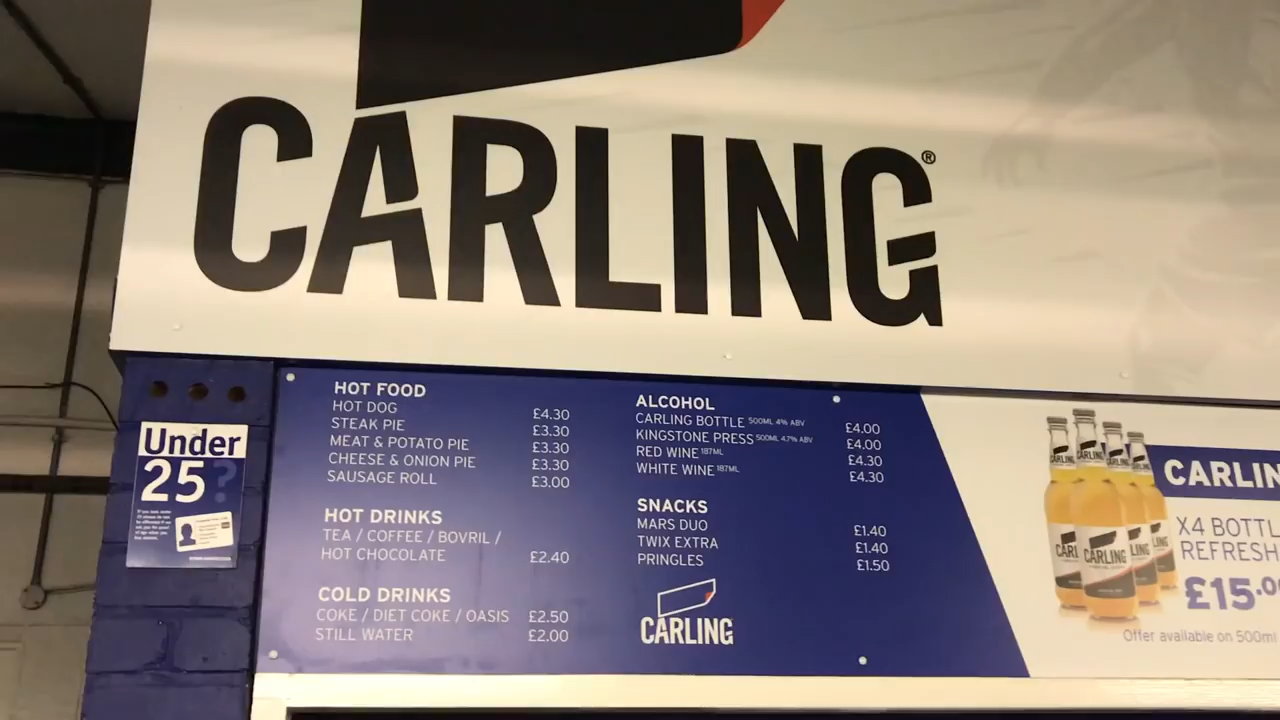 CARLING®
Under
25?
HOT FOOD
HOT DOG £4.30
STEAK PIE £3.30
MEAT & POTATO PIE £3.30
CHEESE & ONION PIE £3.30
SAUSAGE ROLL £3.00
HOT DRINKS
TEA / COFFEE / BOVRIL /
HOT CHOCOLATE £2.40
COLD DRINKS
COKE / DIET COKE / OASIS £2.50
STILL WATER £2.00
ALCOHOL
CARLING BOTTLE 500ML 4% ABV £4.00
KINGSTONE PRESS 500ML 4.7% ABV £4.00
RED WINE 187ML £4.30
WHITE WINE 187ML £4.30
SNACKS
MARS DUO £1.40
TWIX EXTRA £1.40
PRINGLES £1.50
CARLING
CARLING
CARLIN
X4 BOTTL
REFRESH
£15.0
Offer available on 500ml